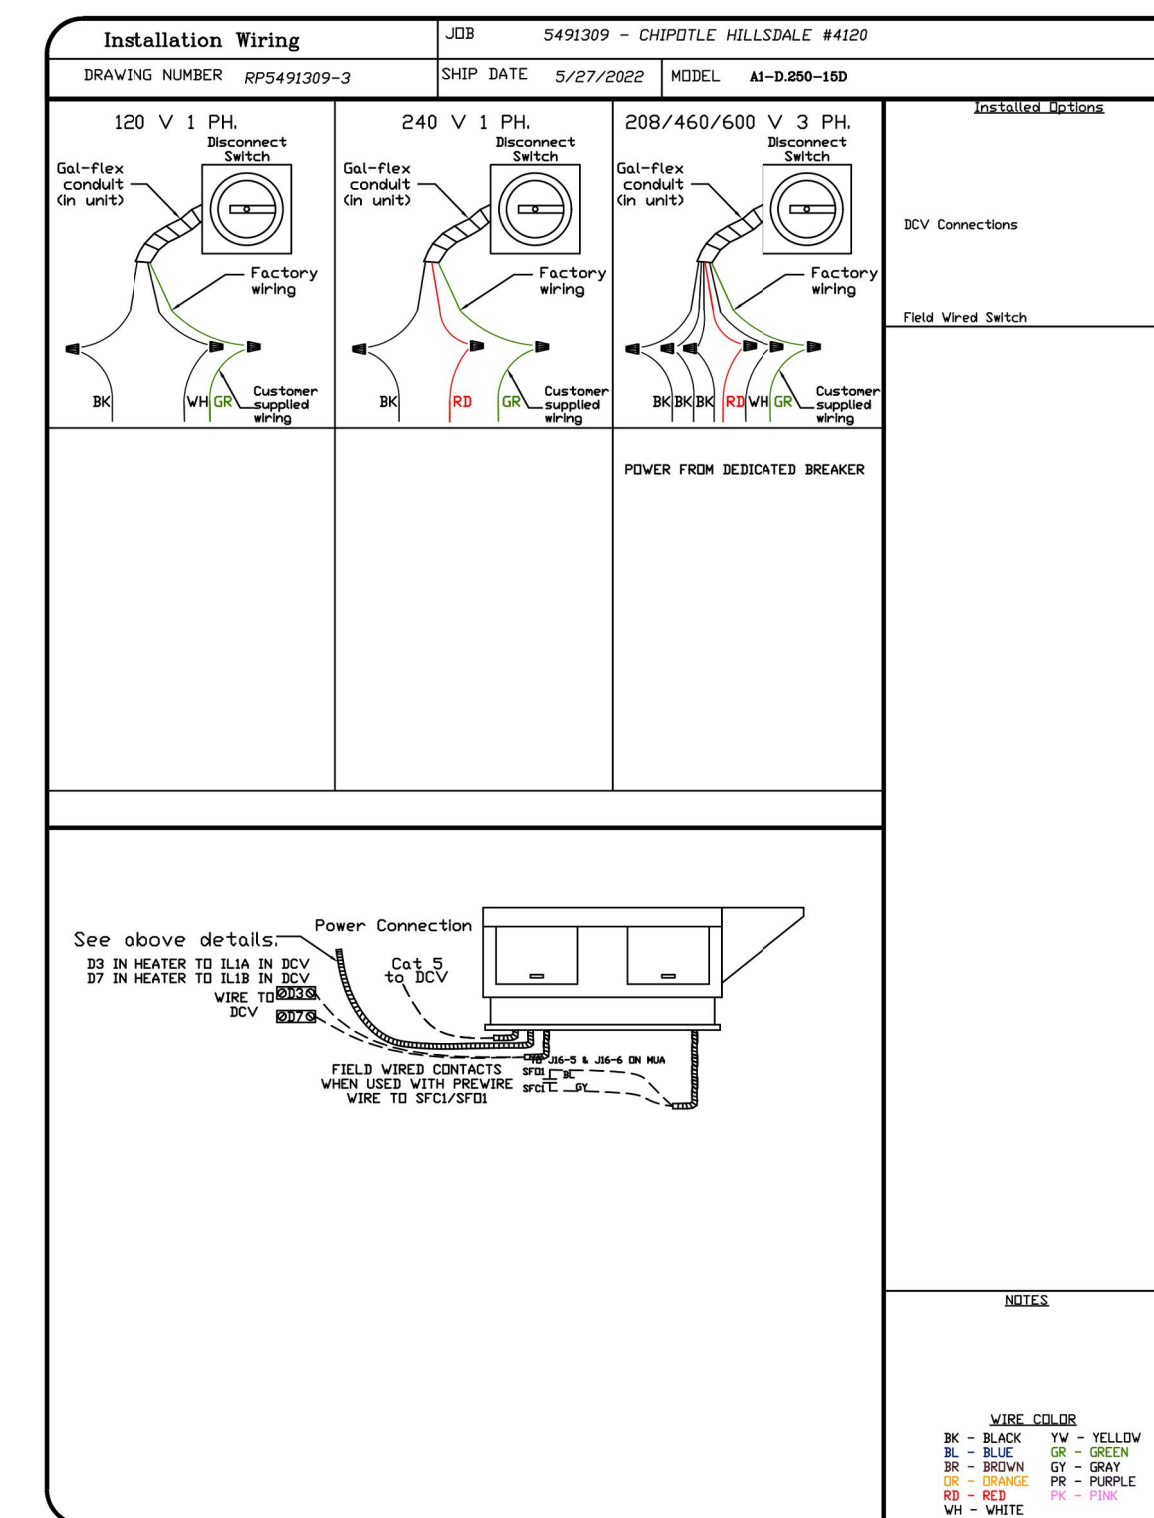 Installation Wiring
JOB 5491309 - CHIPOTLE HILLSDALE #4120
DRAWING NUMBER RP5491309-3
SHIP DATE 5/27/2022
MODEL A1-D.250-15D
120 V 1 PH.
Disconnect
Switch
Gal-flex
conduit
(in unit)
Factory
wiring
BK
WH
GR
Customer
supplied
wiring
240 V 1 PH.
Disconnect
Switch
Gal-flex
conduit
(in unit)
Factory
wiring
BK
RD
GR
Customer
supplied
wiring
208/460/600 V 3 PH.
Disconnect
Switch
Gal-flex
conduit
(in unit)
Factory
wiring
BK
BK
BK
RD
WH
GR
Customer
supplied
wiring
POWER FROM DEDICATED BREAKER
Installed Options
DCV Connections
Field Wired Switch
Power Connection
See above details.
D3 IN HEATER TO IL1A IN DCV
D7 IN HEATER TO IL1B IN DCV
WIRE TO
DCV
D3
D7
Cat 5
to DCV
TO J16-5 & J16-6 ON MUA
SFO1
BL
SFC1
GY
FIELD WIRED CONTACTS
WHEN USED WITH PREWIRE
WIRE TO SFC1/SFO1
NOTES
WIRE COLOR
BK - BLACK YW - YELLOW
BL - BLUE GR - GREEN
BR - BROWN GY - GRAY
OR - ORANGE PR - PURPLE
RD - RED PK - PINK
WH - WHITE